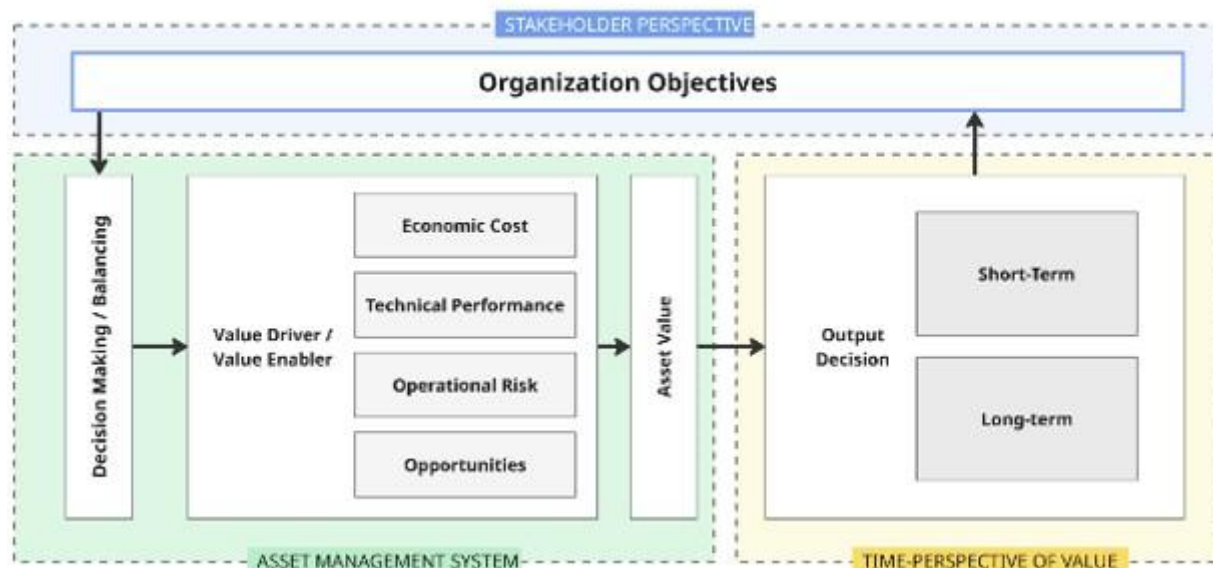 STAKEHOLDER PERSPECTIVE
Organization Objectives
Decision Making / Balancing
Value Driver /
Value Enabler
Economic Cost
Technical Performance
Operational Risk
Opportunities
Asset Value
Output
Decision
Short-Term
Long-term
ASSET MANAGEMENT SYSTEM
TIME-PERSPECTIVE OF VALUE